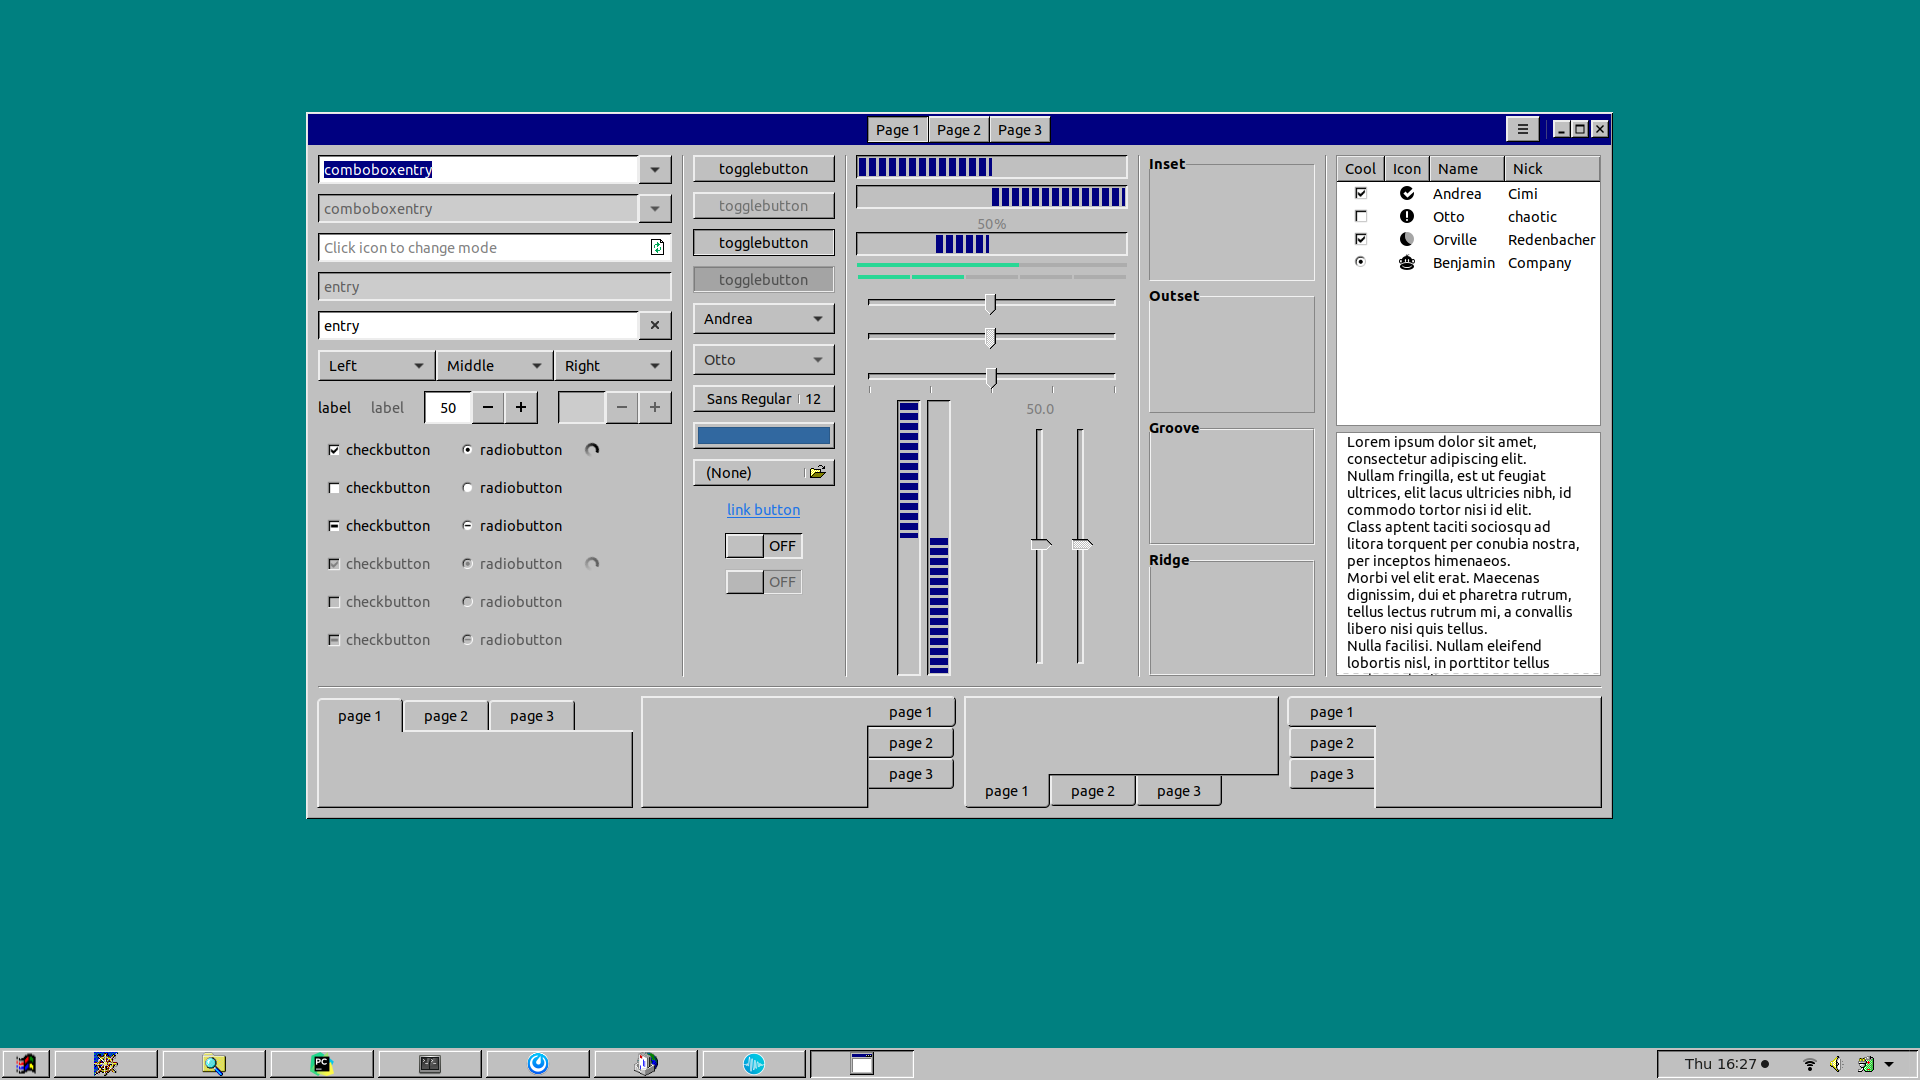 Page 1 Page 2 Page 3
comboboxentry
comboboxentry
Click icon to change mode
entry
entry
Left Middle Right
label label 50
checkbutton radiobutton
checkbutton radiobutton
checkbutton radiobutton
checkbutton radiobutton
checkbutton radiobutton
checkbutton radiobutton
togglebutton
togglebutton
togglebutton
togglebutton
Andrea
Otto
Sans Regular 12
(None)
link button
OFF
OFF
50%
50.0
Inset
Outset
Groove
Ridge
Cool Icon Name Nick
Andrea Cimi
Otto chaotic
Orville Redenbacher
Benjamin Company
Lorem ipsum dolor sit amet,
consectetur adipiscing elit.
Nullam fringilla, est ut feugiat
ultrices, elit lacus ultricies nibh, id
commodo tortor nisi id elit.
Class aptent taciti sociosqu ad
litora torquent per conubia nostra,
per inceptos himenaeos.
Morbi vel elit erat. Maecenas
dignissim, dui et pharetra rutrum,
tellus lectus rutrum mi, a convallis
libero nisi quis tellus.
Nulla facilisi. Nullam eleifend
lobortis nisl, in porttitor tellus
page 1 page 2 page 3
page 1
page 2
page 3
page 1 page 2 page 3
page 1
page 2
page 3
PC
Thu 16:27